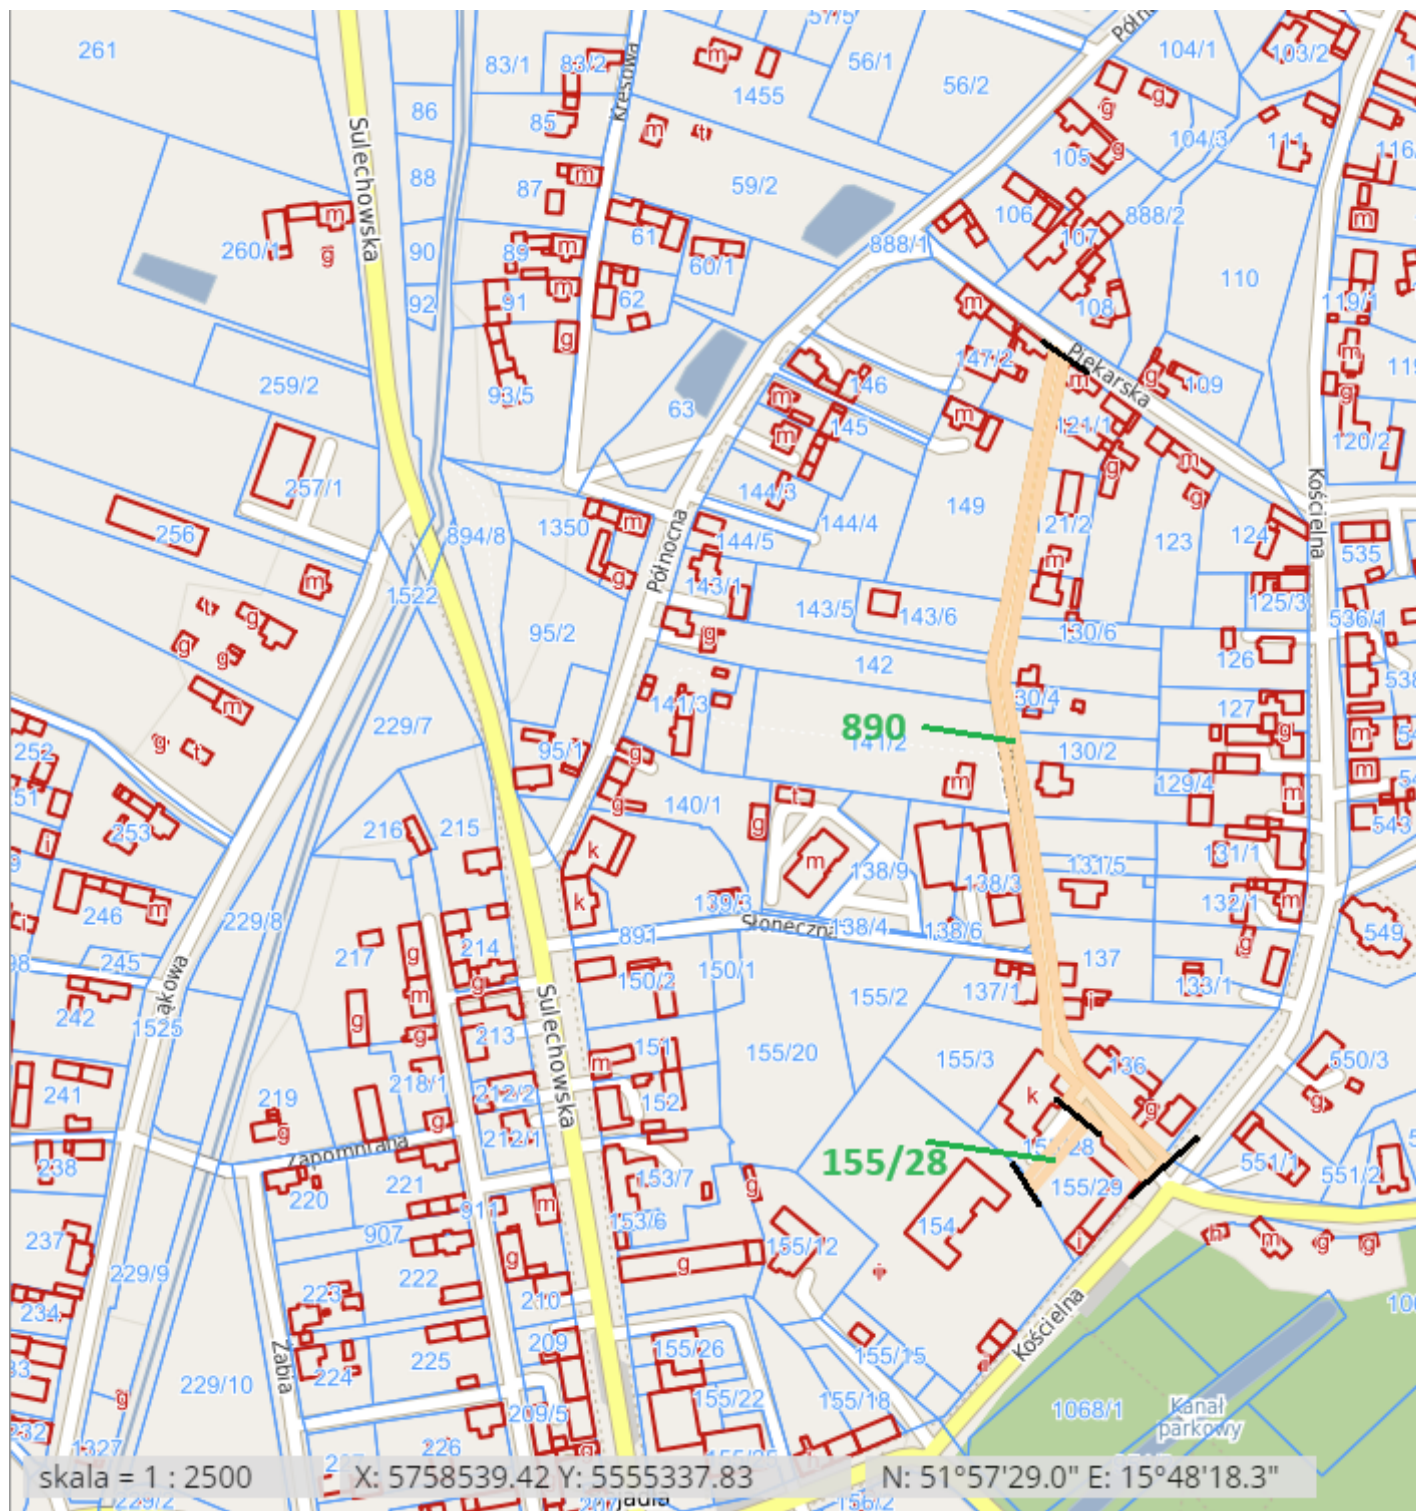 261
83/1
83/2
57/5
56/1
56/2
104/1
103/2
Sulechowska
86
85
Kresowa
m
1455
g
g
104/3
111
116
88
87
m
m
t
59/2
105
g
106
888/2
m
260/1
g
90
89
m
61
60/1
888/1
107
110
92
91
m
62
m
108
119/1
259/2
93/5
g
63
146
147/2
Piekarska
m
g
109
m
g
m
m
145
m
121/1
120/2
257/1
144/3
149
g
m
g
256
894/8
1350
m
Północna
144/5
144/4
121/2
123
124
Kościelna
535
m
1522
g
143/1
143/5
143/6
m
125/3
536/1
t
g
g
g
95/2
g
142
130/6
126
m
229/7
141/3
30/4
127
g
g
t
95/1
g
890
141/2
130/2
129/4
m
252
253
216
215
g
140/1
t
m
m
m
i
k
g
m
138/9
138/3
131/5
131/1
543
246
m
k
139/3
132/1
m
i
229/8
245
217
g
214
891
Słoneczna
138/4
138/6
g
549
g
242
1525
m
Sulechowska
150/2
150/1
155/2
137/1
137
133/1
g
g
213
i
241
218/1
m
151
155/20
155/3
136
550/3
219
g
212/2
152
k
g
g
Zapomniana
g
212/1
155/28
238
220
221
153/7
g
155/28
155/29
551/1
551/2
237
907
911
m
153/6
154
i
h
m
g
g
229/9
222
g
g
155/12
234
223
210
Kościelna
Żabia
224
225
209
155/26
155/15
229/10
g
155/22
155/18
1068/1
Kanał
parkowy
232
1327
226
209/5
g
h
skala = 1 : 2500 X: 5758539.42 Y: 5555337.83 N: 51°57'29.0" E: 15°48'18.3"
229/2
156/2